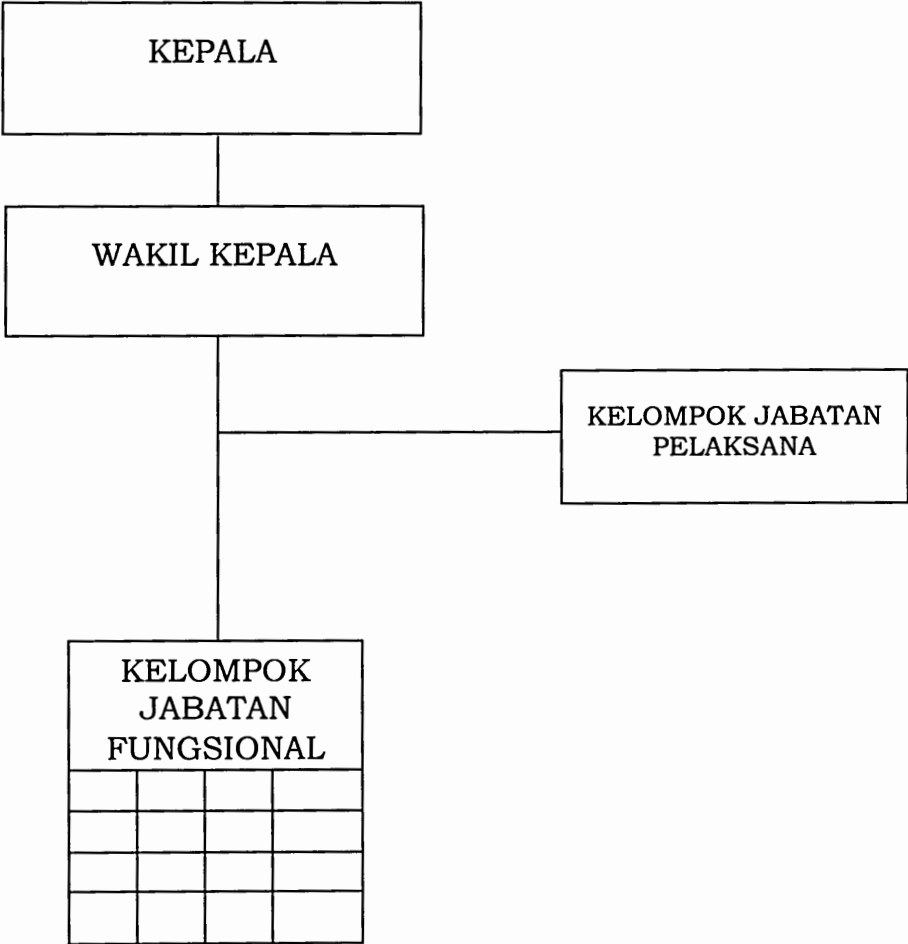 KEPALA
WAKIL KEPALA
KELOMPOK JABATAN
PELAKSANA
KELOMPOK
JABATAN
FUNGSIONAL